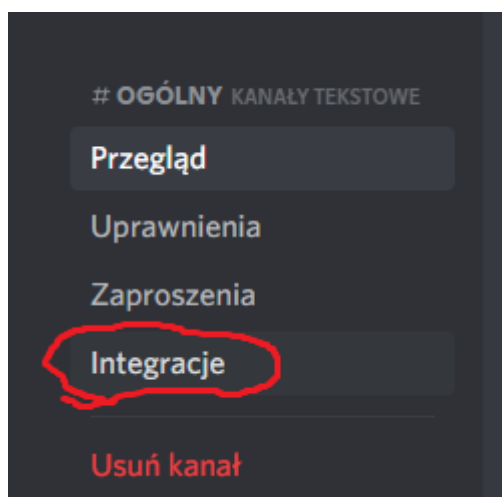 # OGÓLNY KANAŁY TEKSTOWE
Przegląd
Uprawnienia
Zaproszenia
Integracje
Usuń kanał